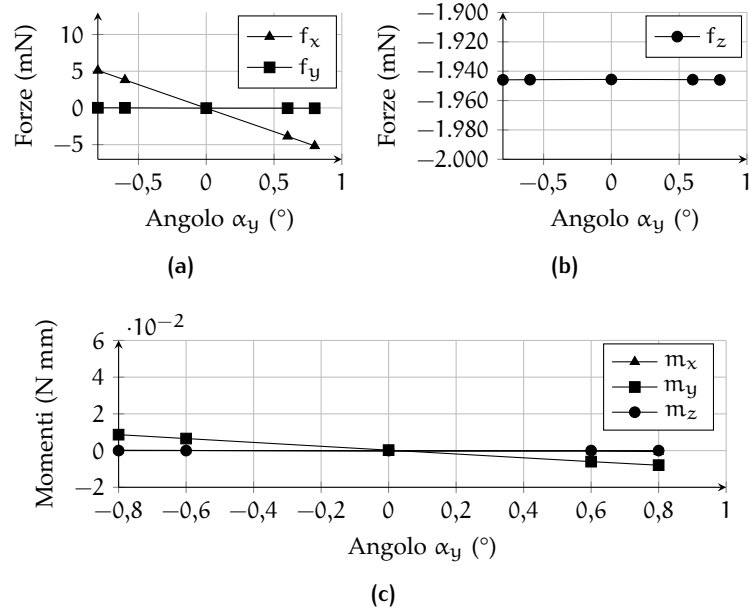 10
5
0
−5
Forze (mN)
−0,5 0 0,5 1
Angolo αy (°)
fx
fy
(a)
−1.900
−1.920
−1.940
−1.960
−1.980
−2.000
Forze (mN)
−0,5 0 0,5 1
Angolo αy (°)
fz
(b)
·10−2
6
4
2
0
−2
Momenti (N mm)
−0,8 −0,6 −0,4 −0,2 0 0,2 0,4 0,6 0,8 1
Angolo αy (°)
mx
my
mz
(c)